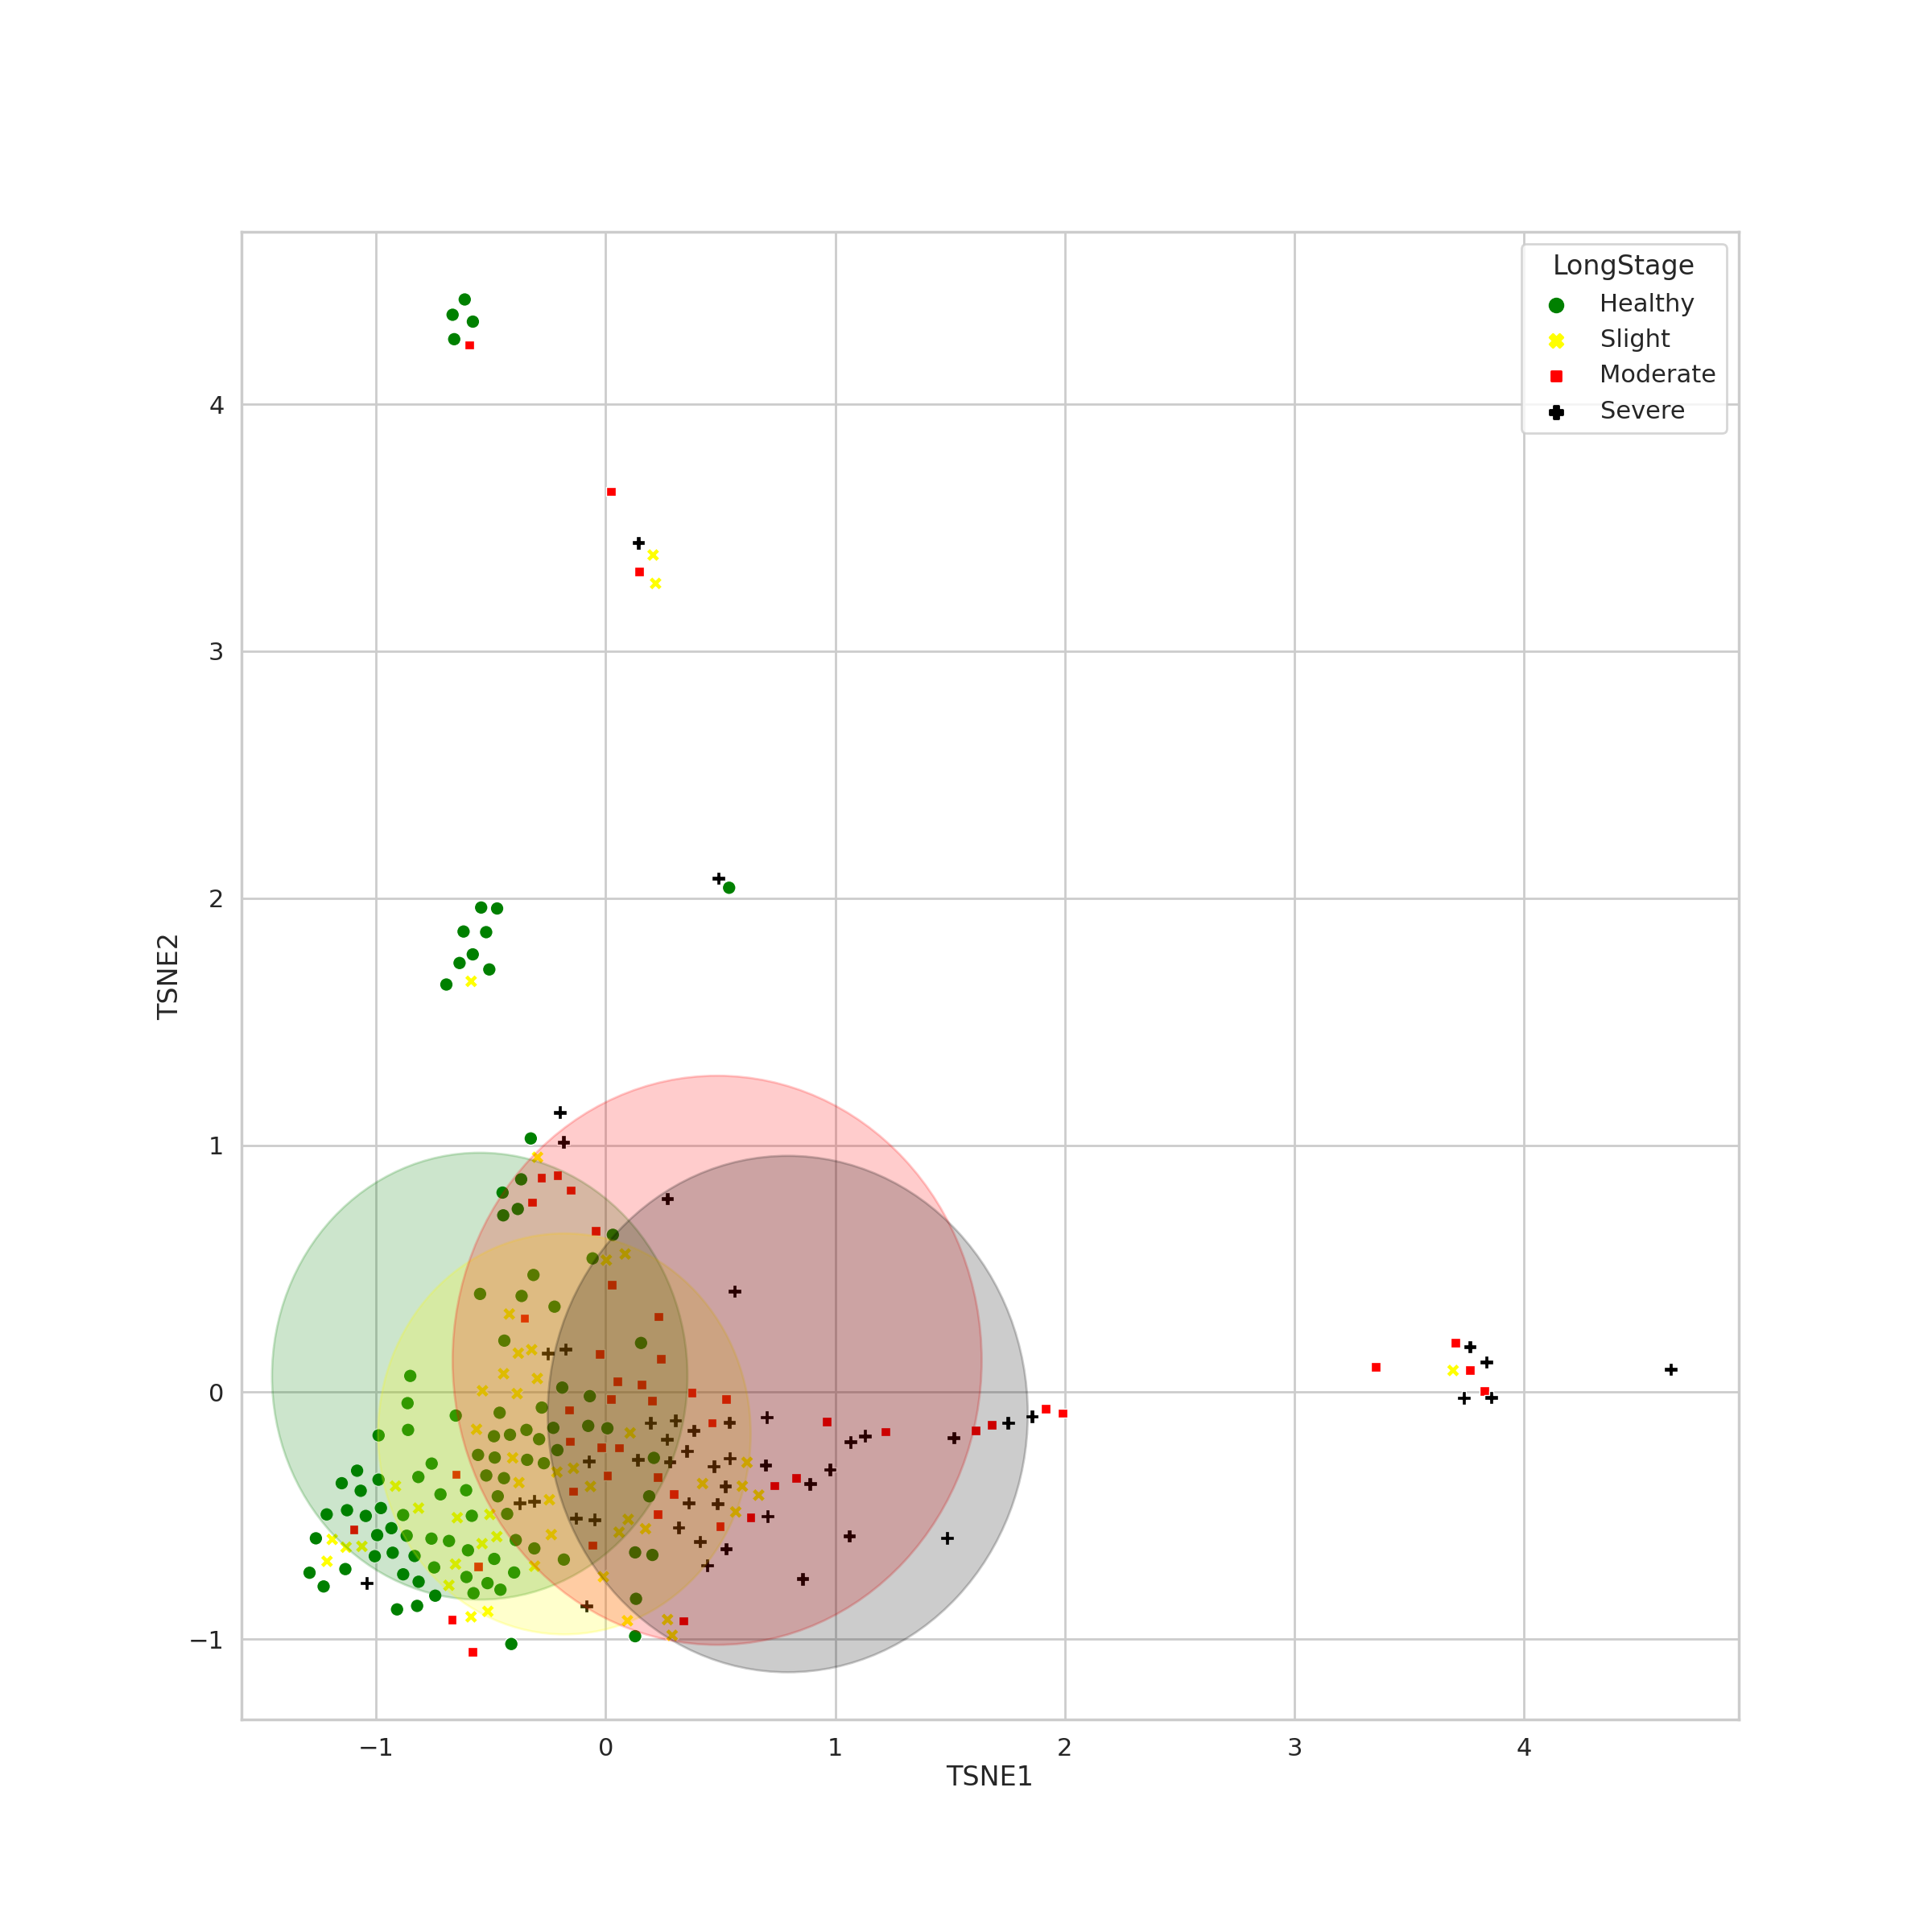 LongStage
Healthy
Slight
Moderate
Severe
4
3
2
1
0
−1
TSNE2
−1 0 1 2 3 4
TSNE1